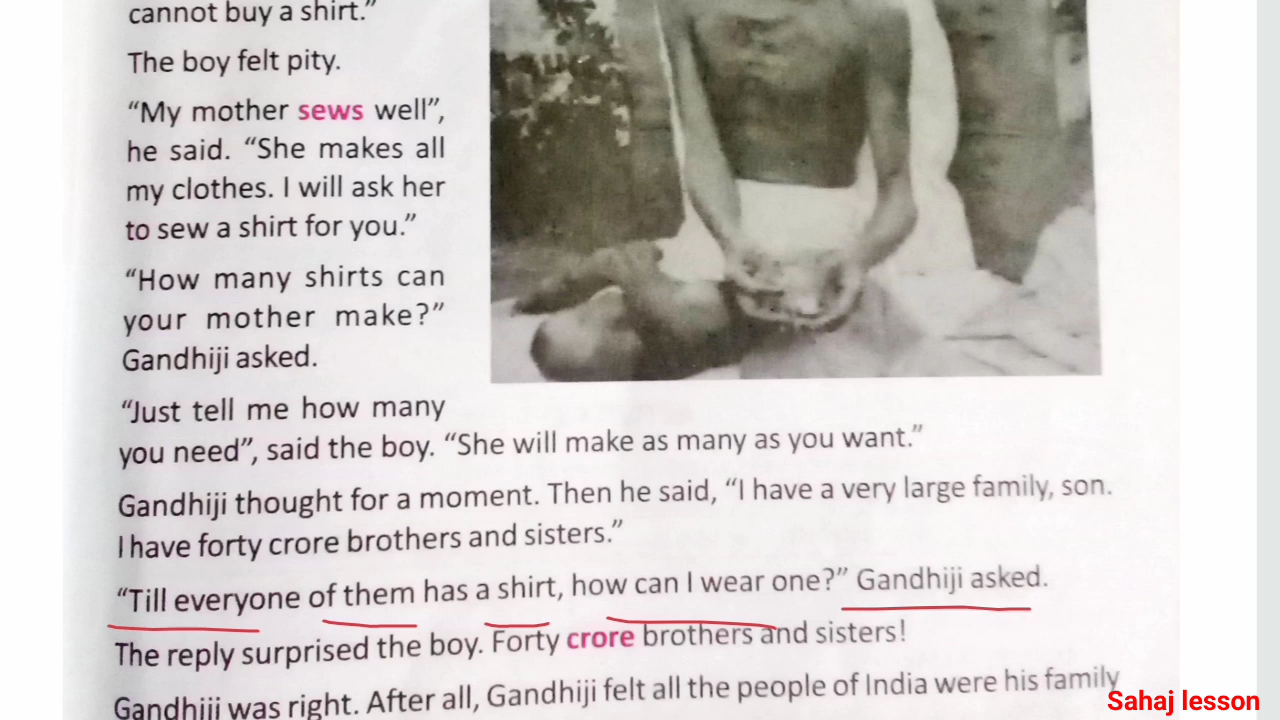 cannot buy a shirt.”
The boy felt pity.
“My mother sews well”,
he said. “She makes all
my clothes. I will ask her
to sew a shirt for you.”
“How many shirts can
your mother make?”
Gandhiji asked.
“Just tell me how many
you need”, said the boy. “She will make as many as you want.”
Gandhiji thought for a moment. Then he said, “I have a very large family, son.
I have forty crore brothers and sisters.”
“Till everyone of them has a shirt, how can I wear one?” Gandhiji asked.
The reply surprised the boy. Forty crore brothers and sisters!
Gandhiji was right. After all, Gandhiji felt all the people of India were his family
Sahaj lesson